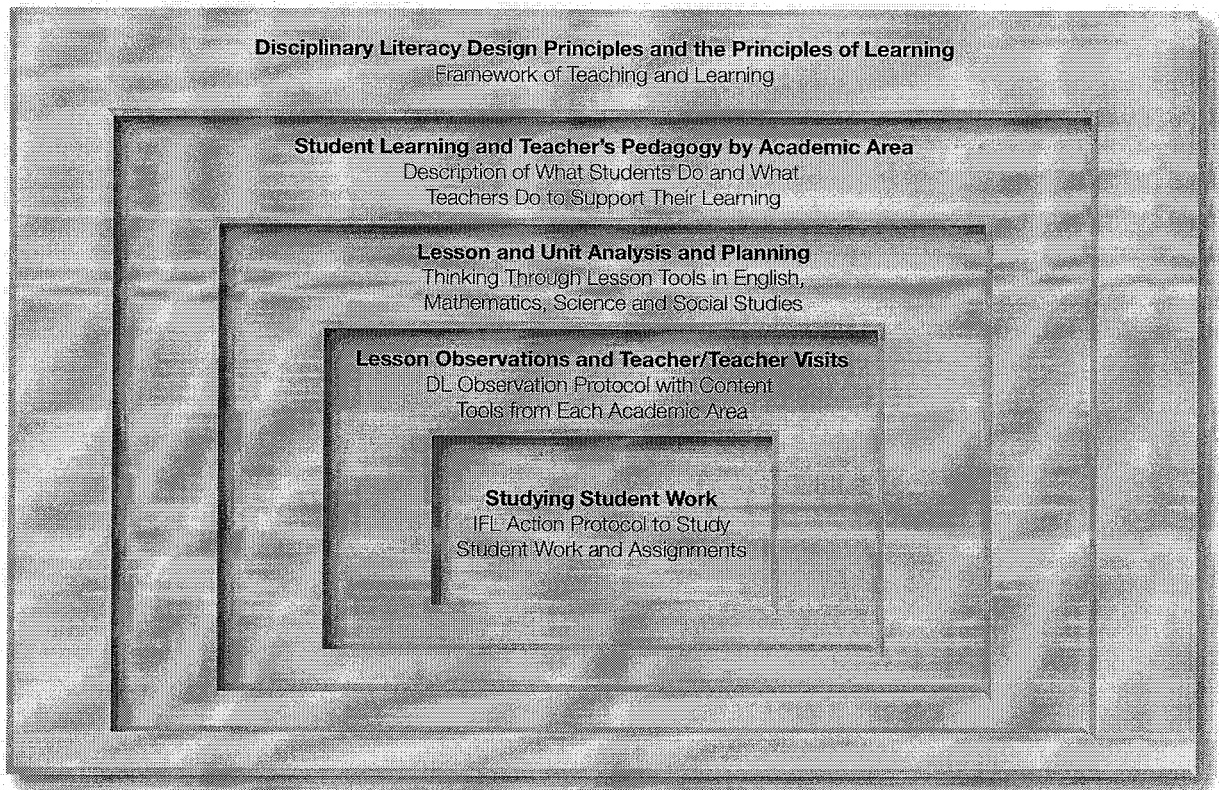 Disciplinary Literacy Design Principles and the Principles of Learning
Framework of Teaching and Learning
Student Learning and Teacher's Pedagogy by Academic Area
Description of What Students Do and What
Teachers Do to Support Their Learning
Lesson and Unit Analysis and Planning
Thinking Through Lesson Tools in English,
Mathematics, Science and Social Studies
Lesson Observations and Teacher/Teacher Visits
DL Observation Protocol with Content
Tools from Each Academic Area
Studying Student Work
IFL Action Protocol to Study
Student Work and Assignments